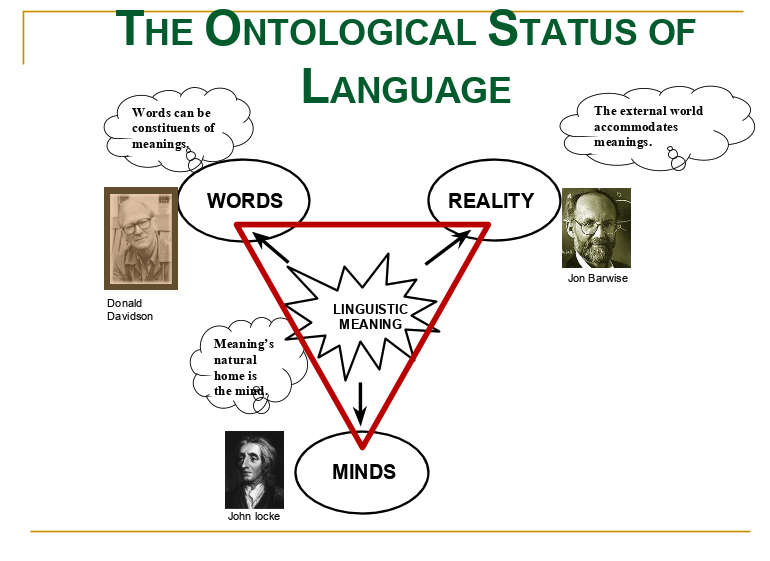 THE ONTOLOGICAL STATUS OF
LANGUAGE
Words can be
constituents of
meanings.
The external world
accommodates
meanings.
WORDS
REALITY
Donald
Davidson
Jon Barwise
LINGUISTIC
MEANING
Meaning's
natural
home is
the mind.
MINDS
John locke